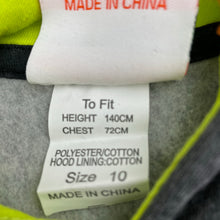 MADE IN CHINA
To Fit
HEIGHT 140CM
CHEST 72CM
POLYESTER/COTTON
HOOD LINING:COTTON
Size 10
MADE IN CHINA